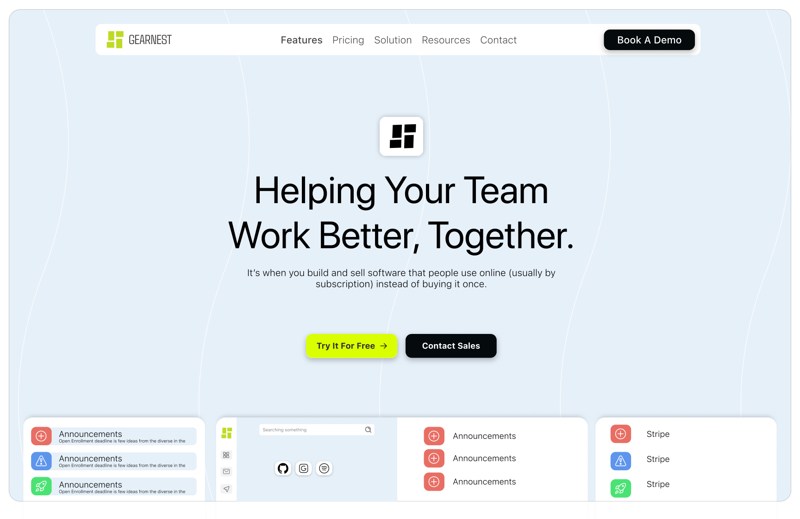 GEARNEST
Features Pricing Solution Resources Contact
Book A Demo
Helping Your Team
Work Better, Together.
It's when you build and sell software that people use online (usually by
subscription) instead of buying it once.
Try It For Free →
Contact Sales
Announcements
Open Enrollment deadline is few ideas from the diverse in the
Announcements
Open Enrollment deadline is few ideas from the diverse in the
Announcements
Open Enrollment deadline is few ideas from the diverse in the
Searching something
Announcements
Announcements
Announcements
Stripe
Stripe
Stripe